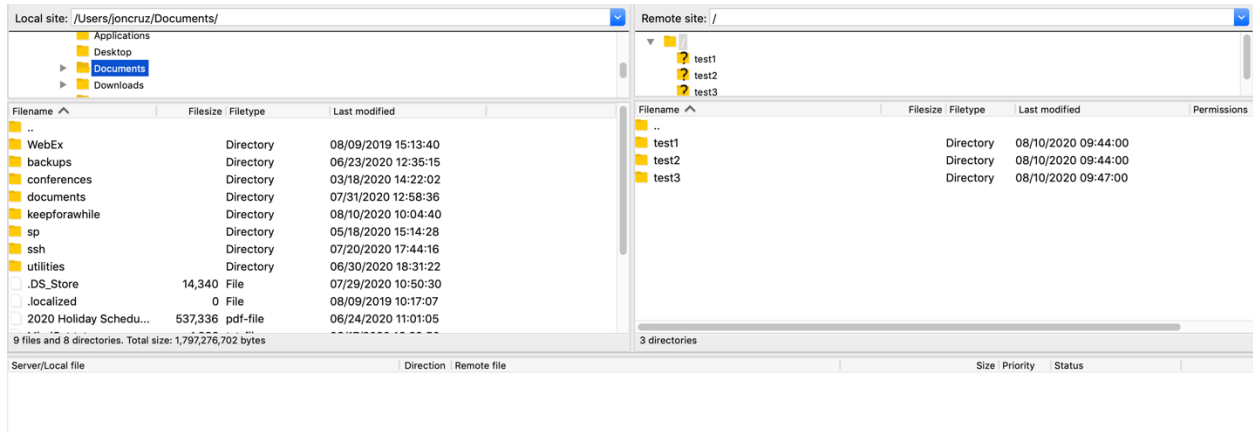 Local site: /Users/joncruz/Documents/
Applications
Desktop
Documents
Downloads
Filename Filesize Filetype Last modified
..
WebEx Directory 08/09/2019 15:13:40
backups Directory 06/23/2020 12:35:15
conferences Directory 03/18/2020 14:22:02
documents Directory 07/31/2020 12:58:36
keepforawhile Directory 08/10/2020 10:04:40
sp Directory 05/18/2020 15:14:28
ssh Directory 07/20/2020 17:44:16
utilities Directory 06/30/2020 18:31:22
.DS_Store 14,340 File 07/29/2020 10:50:30
.localized 0 File 08/09/2019 10:17:07
2020 Holiday Schedu... 537,336 pdf-file 06/24/2020 11:01:05
9 files and 8 directories. Total size: 1,797,276,702 bytes
Remote site: /
/
test1
test2
test3
Filename Filesize Filetype Last modified Permissions
..
test1 Directory 08/10/2020 09:44:00
test2 Directory 08/10/2020 09:44:00
test3 Directory 08/10/2020 09:47:00
3 directories
Server/Local file Direction Remote file Size Priority Status